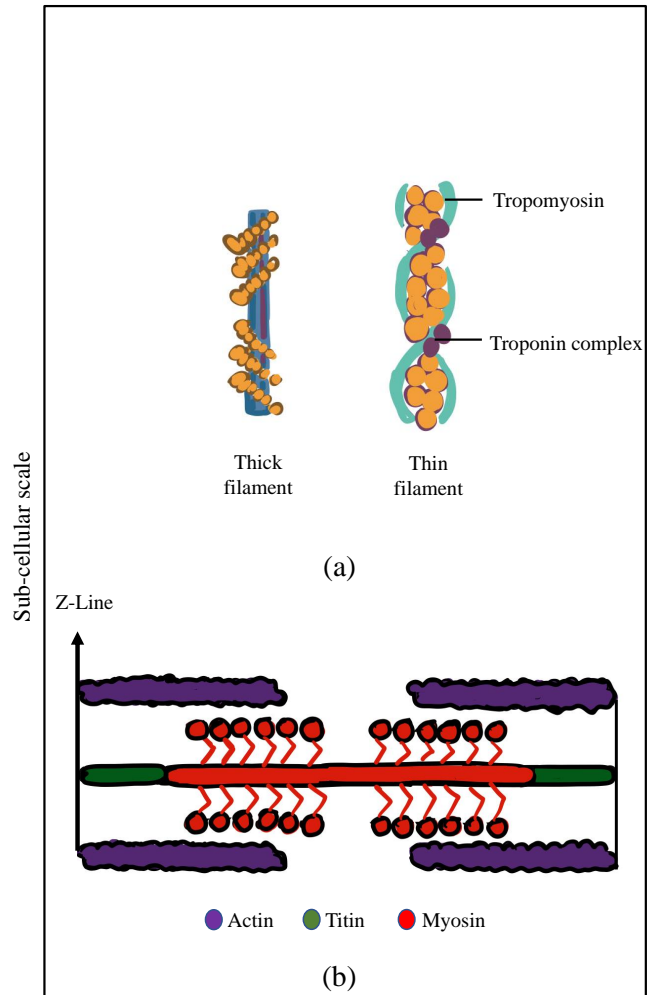 Sub-cellular scale
Tropomyosin
Troponin complex
Thick
filament
Thin
filament
(a)
Z-Line
Actin
Titin
Myosin
(b)